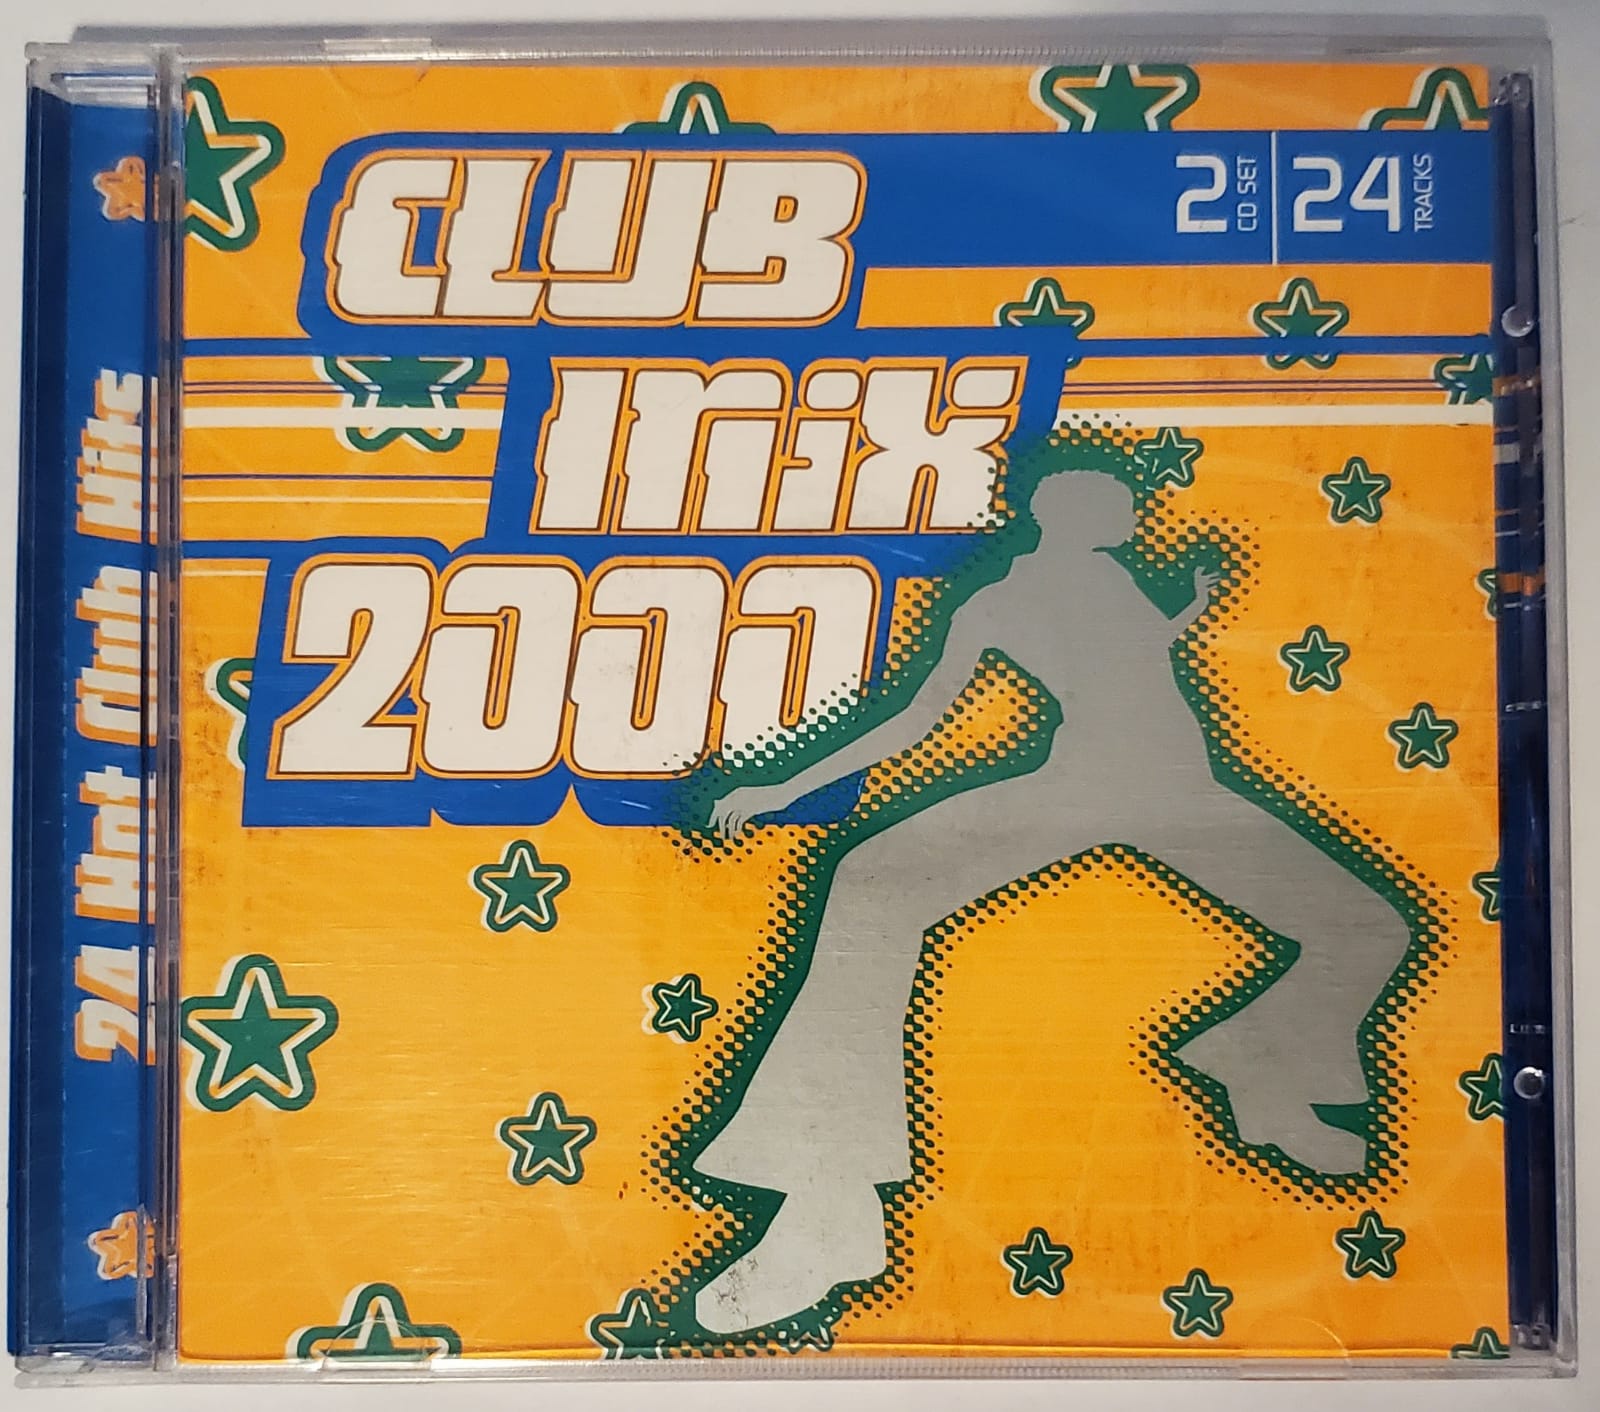 24 Hot Club Hits
CLUB
MIX
2000
2
CD SET
24
TRACKS